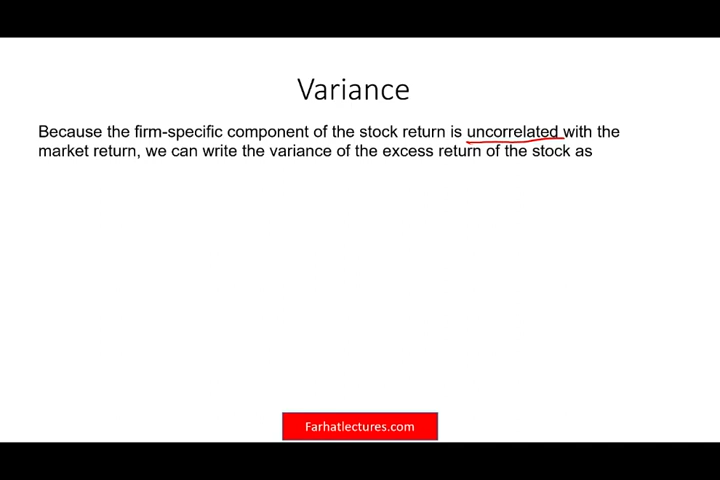 Variance
Because the firm-specific component of the stock return is uncorrelated with the
market return, we can write the variance of the excess return of the stock as
Farhatlectures.com